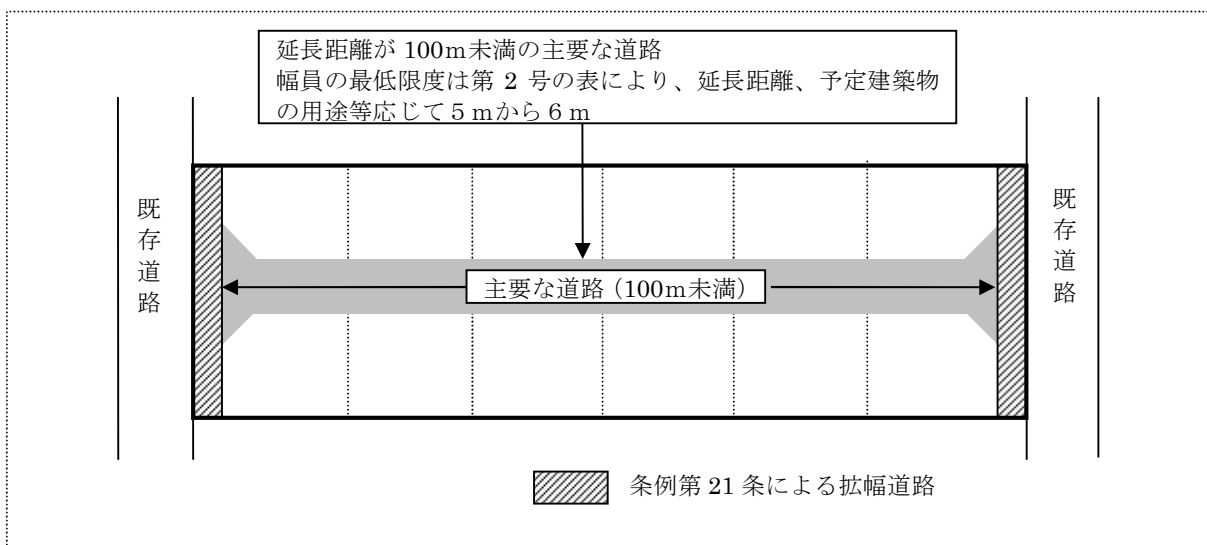 延長距離が 100m未満の主要な道路
幅員の最低限度は第 2 号の表により、延長距離、予定建築物
の用途等応じて5mから6m
既存道路
主要な道路(100m未満)
既存道路
条例第 21 条による拡幅道路